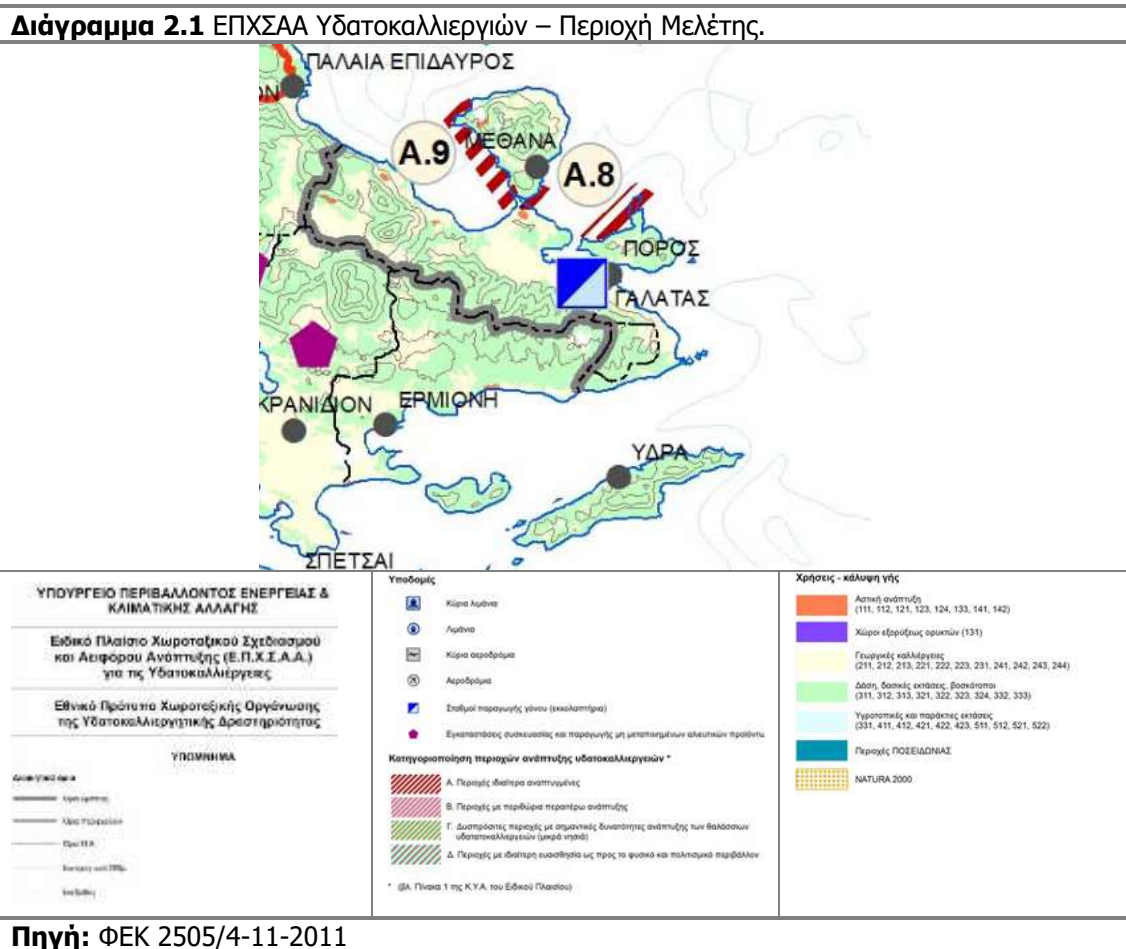 Διάγραμμα 2.1 ΕΠΧΣΑΑ Υδατοκαλλιεργιών – Περιοχή Μελέτης.
ΠΑΛΑΙΑ ΕΠΙΔΑΥΡΟΣ
ΜΕΘΑΝΑ
Α.9
Α.8
ΠΟΡΟΣ
ΓΑΛΑΤΑΣ
ΚΡΑΝΙΔΙΟΝ
ΕΡΜΙΟΝΗ
ΥΔΡΑ
ΣΠΕΤΣΑΙ
ΥΠΟΥΡΓΕΙΟ ΠΕΡΙΒΑΛΛΟΝΤΟΣ ΕΝΕΡΓΕΙΑΣ &
ΚΛΙΜΑΤΙΚΗΣ ΑΛΛΑΓΗΣ
Ειδικό Πλαίσιο Χωροταξικού Σχεδιασμού
και Αειφόρου Ανάπτυξης (Ε.Π.Χ.Σ.Α.Α.)
για τις Υδατοκαλλιέργειες
Εθνικό Πρότυπο Χωροταξικής Οργάνωσης
της Υδατοκαλλιεργητικής Δραστηριότητας
ΥΠΟΜΝΗΜΑ
Διοικητικά όρια
Υποδομές
Κύρια λιμάνια
Λιμάνια
Κύρια αεροδρόμια
Αεροδρόμια
Σταθμοί παραγωγής γόνου (εκκολαπτήρια)
Εγκαταστάσεις συσκευασίας και παραγωγής μη μεταποιημένων αλιευτικών προϊόντω
Κατηγοριοποίηση περιοχών ανάπτυξης υδατοκαλλιεργειών *
Α. Περιοχές ιδιαίτερα αναπτυγμένες
Β. Περιοχές με περιθώρια περαιτέρω ανάπτυξης
Γ. Δυσπρόσιτες περιοχές με σημαντικές δυνατότητες ανάπτυξης των θαλάσσιων
υδατοκαλλιεργειών (μικρά νησιά)
Δ. Περιοχές με ιδιαίτερη ευαισθησία ως προς το φυσικό και πολιτισμικό περιβάλλον
* (βλ. Πίνακα 1 της Κ.Υ.Α. του Ειδικού Πλαισίου)
Χρήσεις - κάλυψη γής
Αστική ανάπτυξη
(111, 112, 121, 123, 124, 133, 141, 142)
Χώροι εξορύξεως ορυκτών (131)
Γεωργικές καλλιέργειες
(211, 212, 213, 221, 222, 223, 231, 241, 242, 243, 244)
Δάση, δασικές εκτάσεις, βοσκότοποι
(311, 312, 313, 321, 322, 323, 324, 332, 333)
Υγροτοπικές και παράκτιες εκτάσεις
(331, 411, 412, 421, 422, 423, 511, 512, 521, 522)
Περιοχές ΠΟΣΕΙΔΩΝΙΑΣ
NATURA 2000
Πηγή: ΦΕΚ 2505/4-11-2011